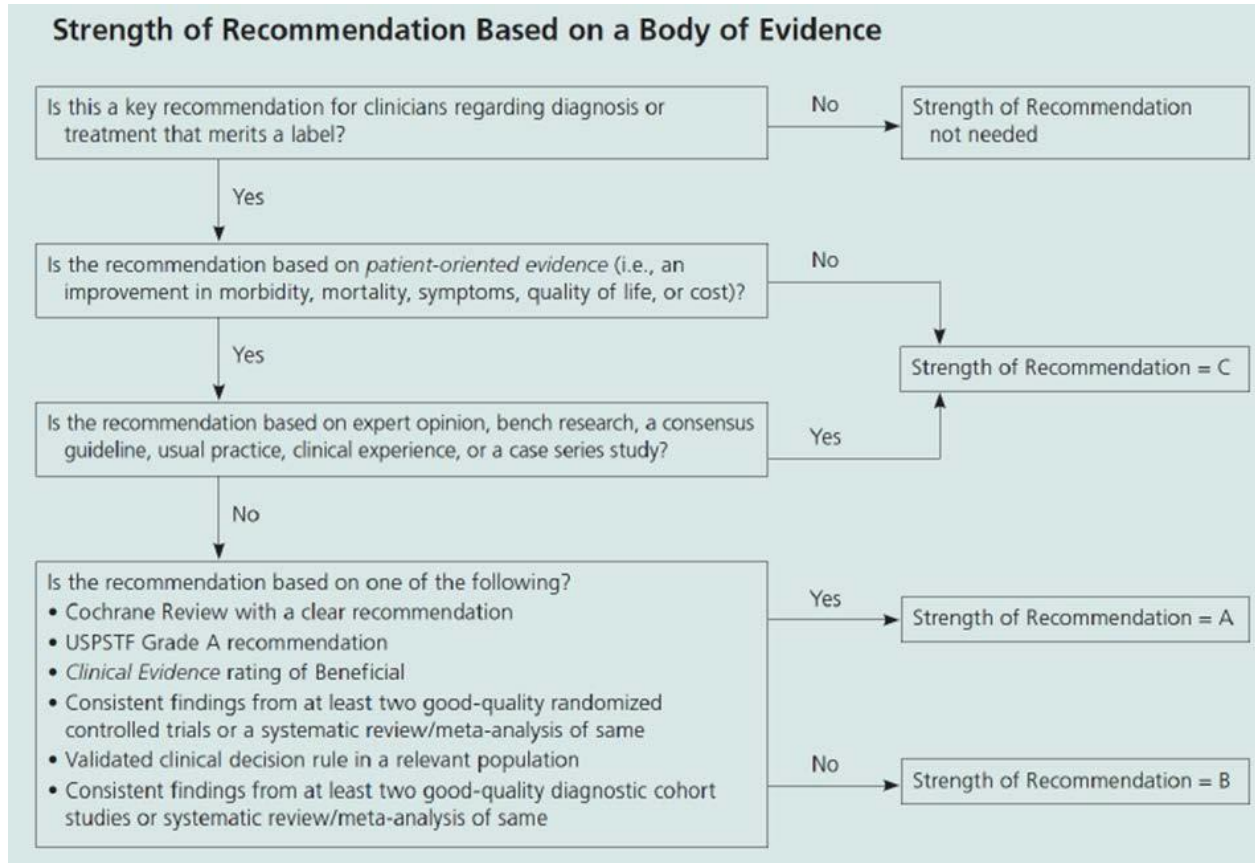 Strength of Recommendation Based on a Body of Evidence
Is this a key recommendation for clinicians regarding diagnosis or
treatment that merits a label?
No
Strength of Recommendation
not needed
Yes
Is the recommendation based on patient-oriented evidence (i.e., an
improvement in morbidity, mortality, symptoms, quality of life, or cost)?
No
Yes
Strength of Recommendation = C
Is the recommendation based on expert opinion, bench research, a consensus
guideline, usual practice, clinical experience, or a case series study?
Yes
No
Is the recommendation based on one of the following?
• Cochrane Review with a clear recommendation
• USPSTF Grade A recommendation
• Clinical Evidence rating of Beneficial
• Consistent findings from at least two good-quality randomized
controlled trials or a systematic review/meta-analysis of same
• Validated clinical decision rule in a relevant population
• Consistent findings from at least two good-quality diagnostic cohort
studies or systematic review/meta-analysis of same
Yes
Strength of Recommendation = A
No
Strength of Recommendation = B